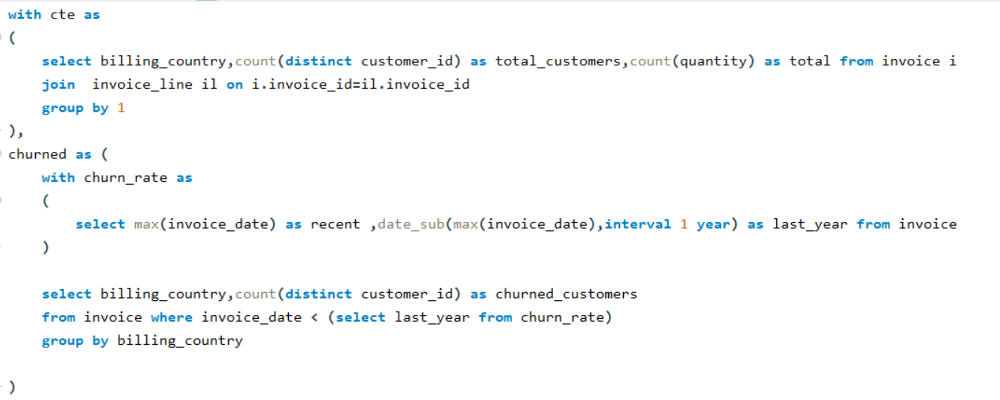 with cte as
(
select billing_country,count(distinct customer_id) as total_customers,count(quantity) as total from invoice i
join  invoice_line il on i.invoice_id=il.invoice_id
group by 1
),
churned as (
with churn_rate as
(
select max(invoice_date) as recent ,date_sub(max(invoice_date),interval 1 year) as last_year from invoice
)
select billing_country,count(distinct customer_id) as churned_customers
from invoice where invoice_date < (select last_year from churn_rate)
group by billing_country
)